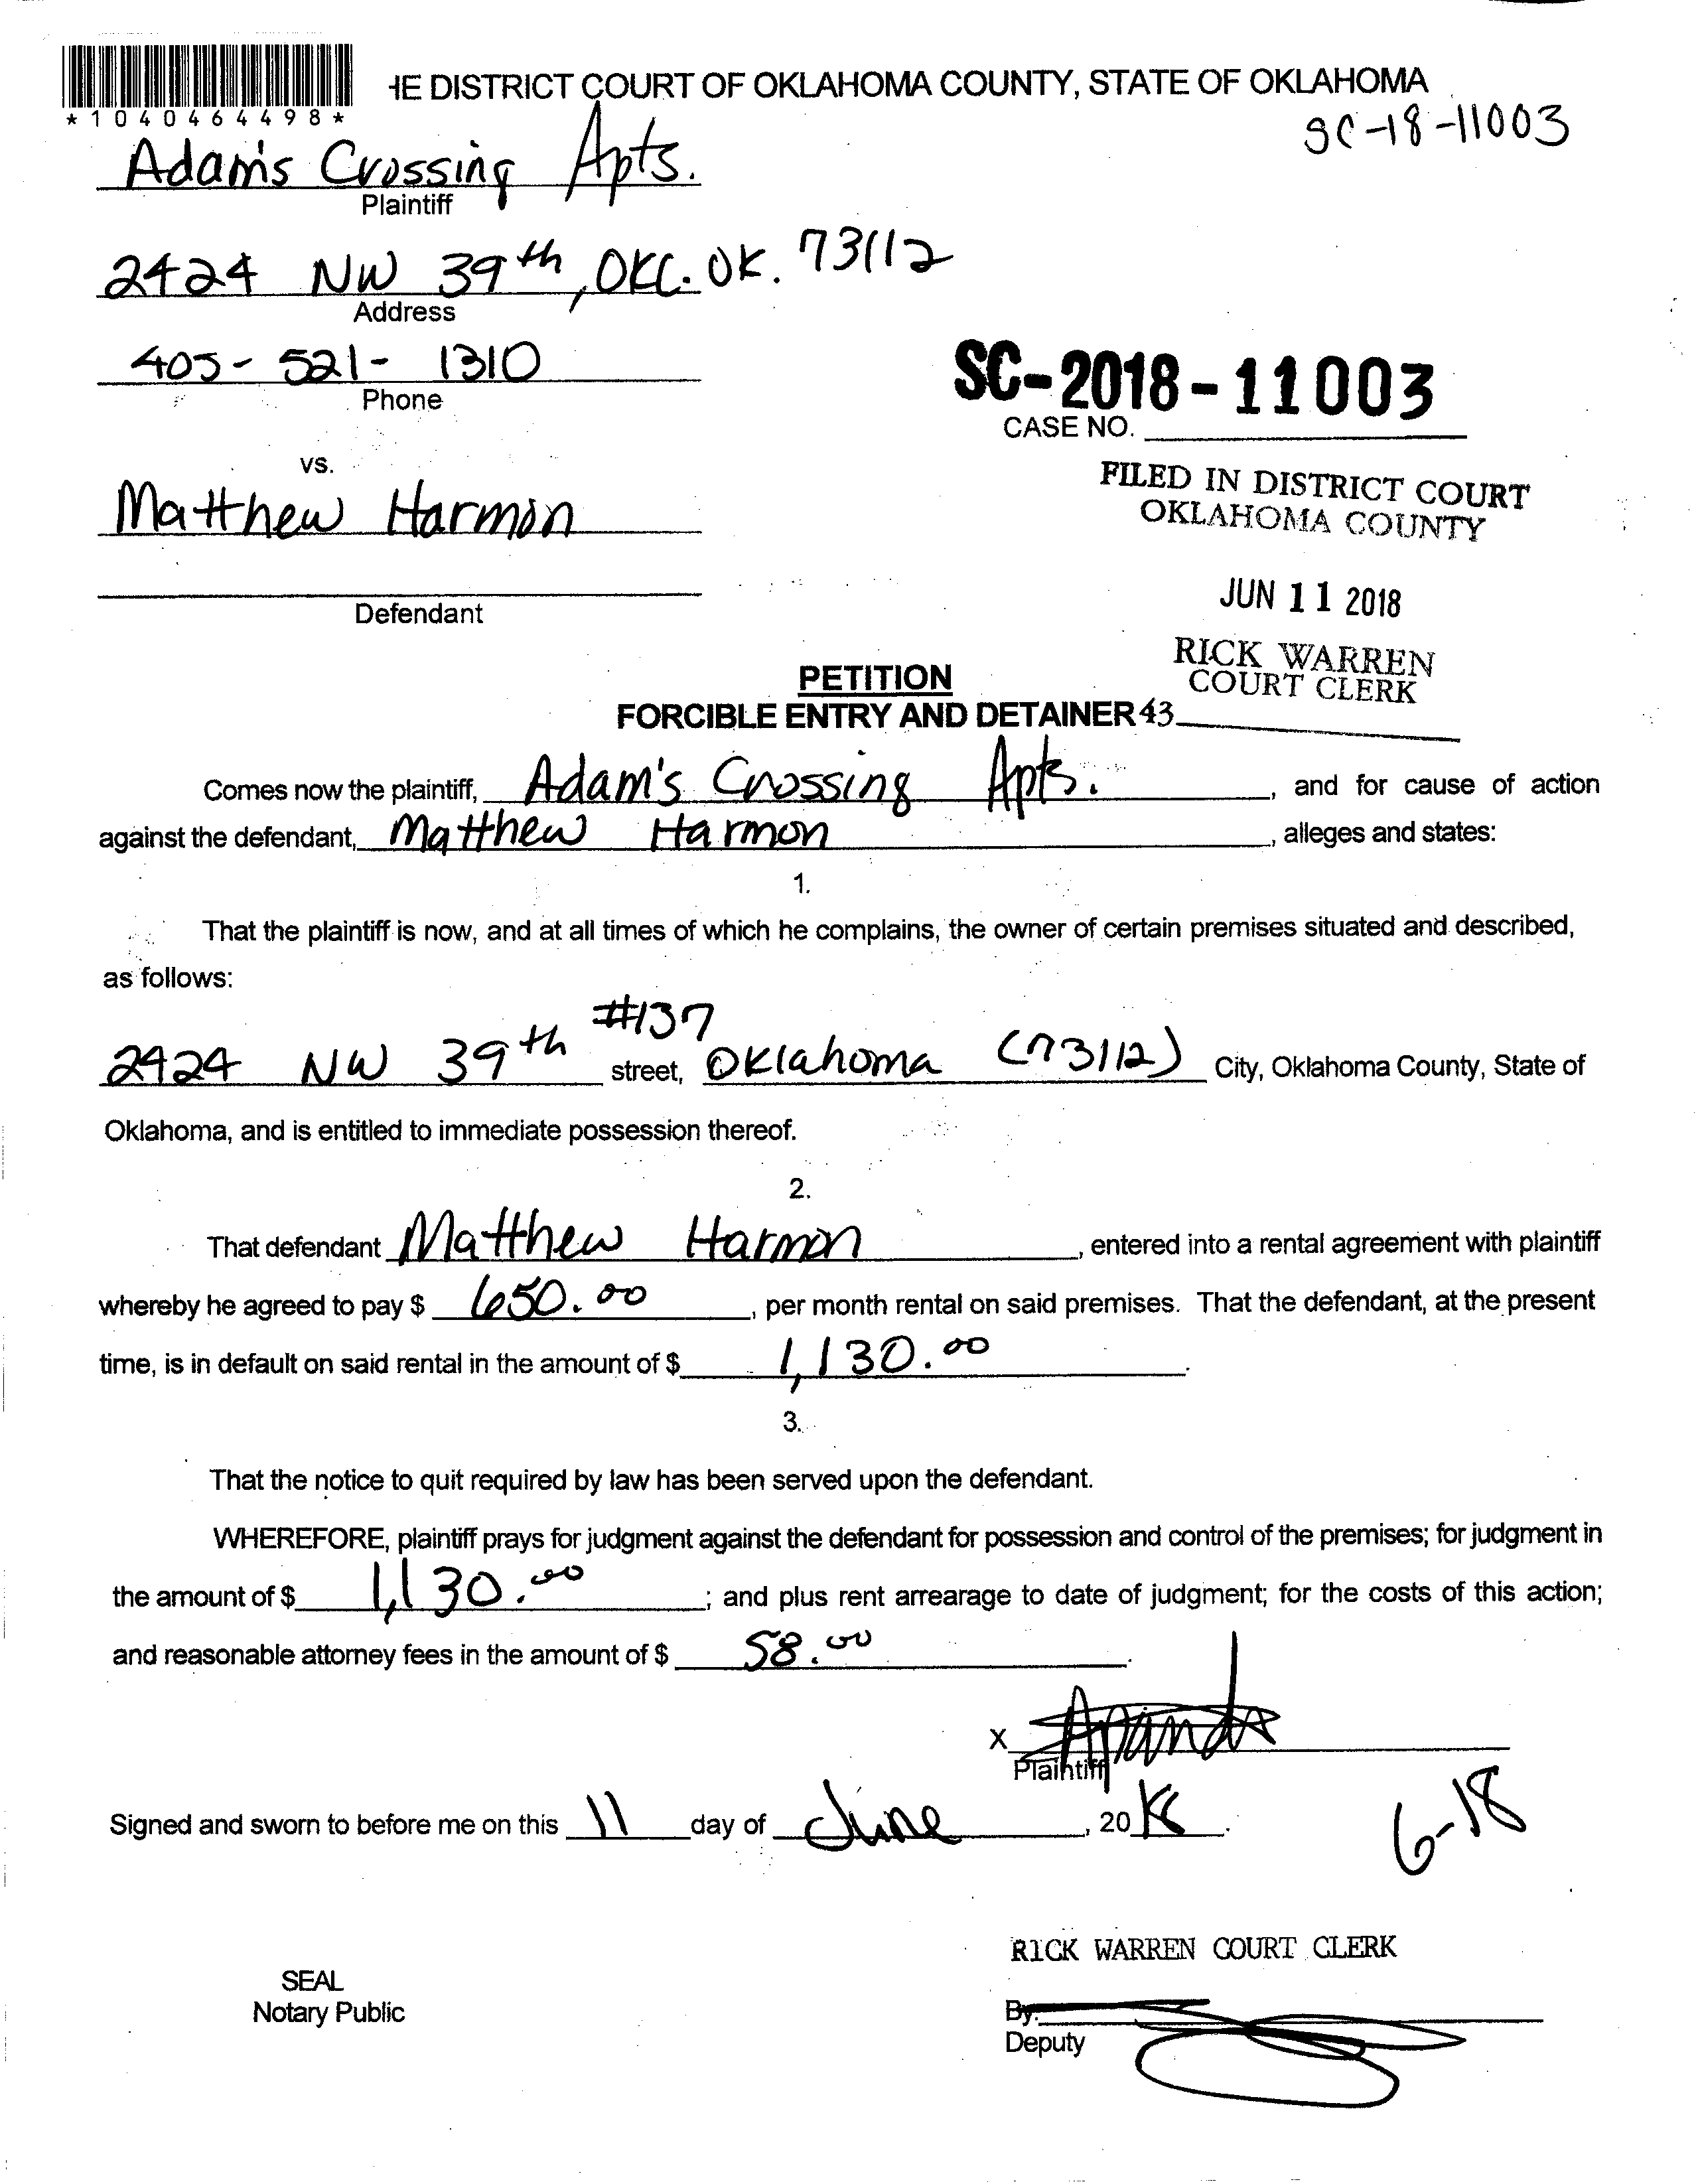 HE DISTRICT COURT OF OKLAHOMA COUNTY, STATE OF OKLAHOMA
*1040464498*
SC-18-11003
Adam's Crossing Apts.
Plaintiff
2424 NW 39th, OKC. OK. 73112
Address
405-521-1310
Phone
SC-2018-11003
CASE NO.
vs.
FILED IN DISTRICT COURT
OKLAHOMA COUNTY
Matthew Harmon
JUN 11 2018
Defendant
RICK WARREN
COURT CLERK
PETITION
FORCIBLE ENTRY AND DETAINER 43
Comes now the plaintiff, Adam's Crossing Apts. , and for cause of action
against the defendant, Matthew Harmon , alleges and states:
1.
That the plaintiff is now, and at all times of which he complains, the owner of certain premises situated and described,
as follows:
#137
2424 NW 39th street, Oklahoma (73112) City, Oklahoma County, State of
Oklahoma, and is entitled to immediate possession thereof.
2.
That defendant Matthew Harmon , entered into a rental agreement with plaintiff
whereby he agreed to pay $ 650.00 , per month rental on said premises. That the defendant, at the present
time, is in default on said rental in the amount of $ 1,130.00 .
3.
That the notice to quit required by law has been served upon the defendant.
WHEREFORE, plaintiff prays for judgment against the defendant for possession and control of the premises; for judgment in
the amount of $ 1,130.00 ; and plus rent arrearage to date of judgment; for the costs of this action;
and reasonable attorney fees in the amount of $ 58.00 .
X
Plaintiff
Signed and sworn to before me on this 11 day of June , 20 18 .
6-18
RICK WARREN COURT CLERK
SEAL
Notary Public
By:
Deputy